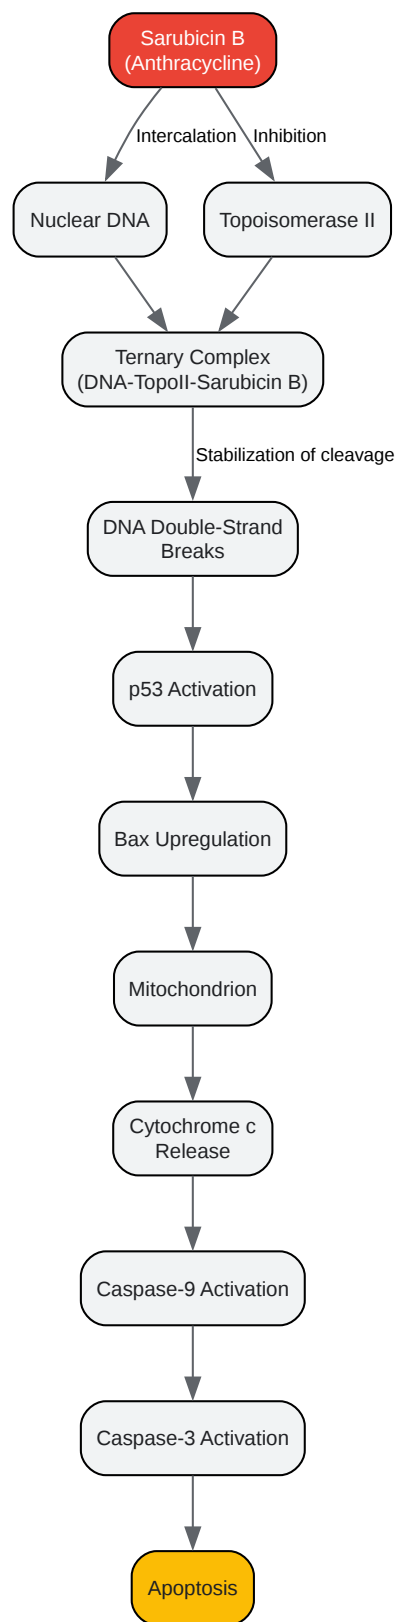 Sarubicin B
(Anthracycline)
Intercalation
Inhibition
Nuclear DNA
Topoisomerase II
Ternary Complex
(DNA-TopoII-Sarubicin B)
Stabilization of cleavage
DNA Double-Strand
Breaks
p53 Activation
Bax Upregulation
Mitochondrion
Cytochrome c
Release
Caspase-9 Activation
Caspase-3 Activation
Apoptosis